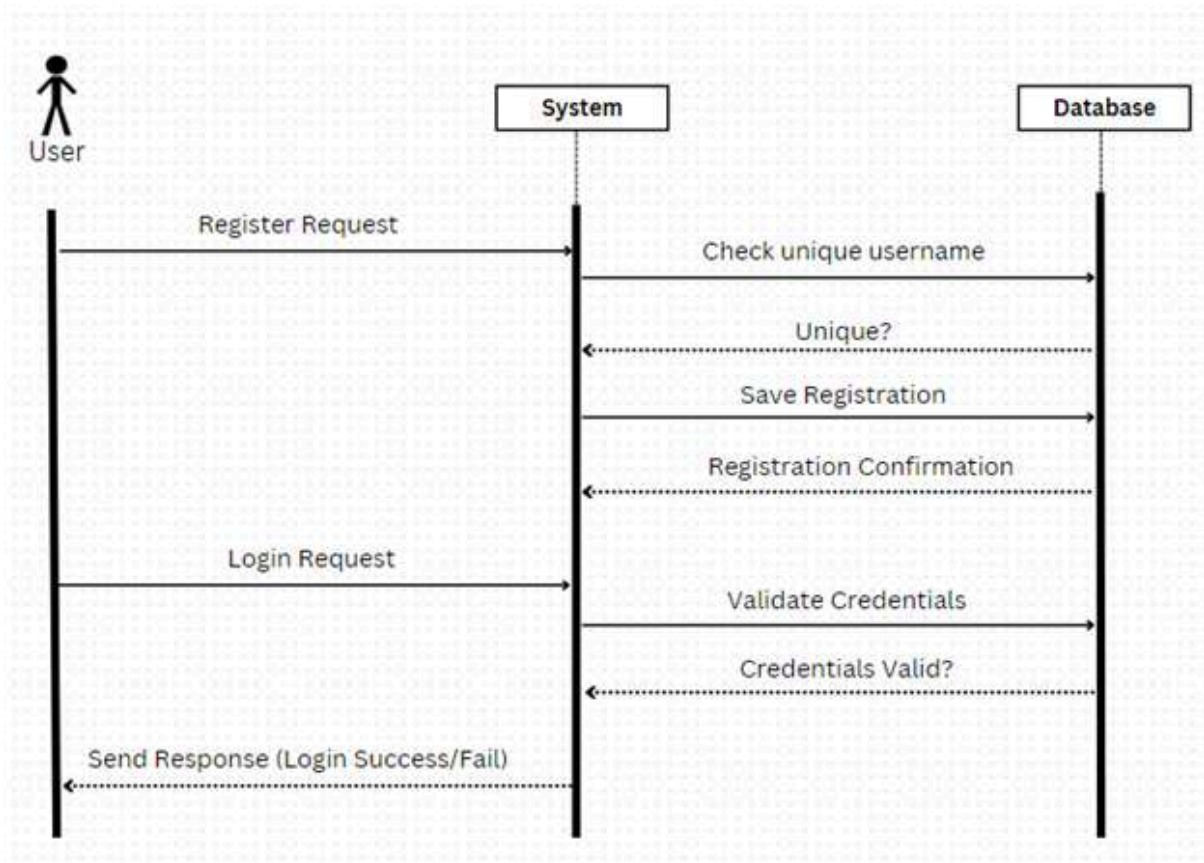 System
Database
User
Register Request
Check unique username
Unique?
Save Registration
Registration Confirmation
Login Request
Validate Credentials
Credentials Valid?
Send Response (Login Success/Fail)